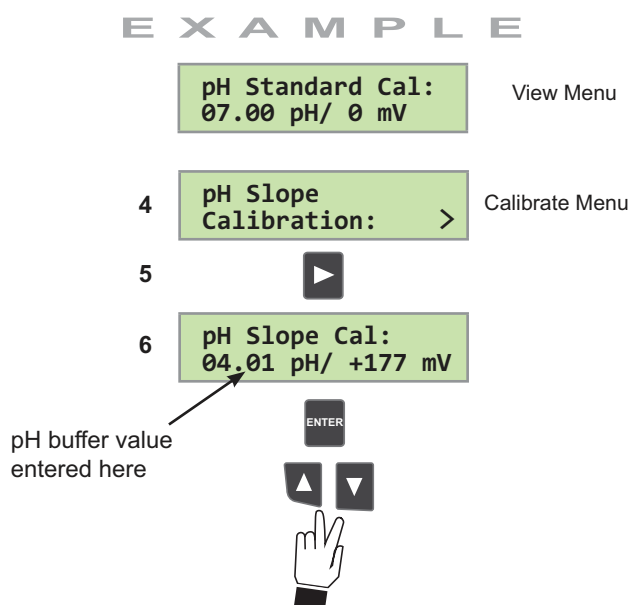 EXAMPLE
pH Standard Cal:
07.00 pH/ 0 mV
View Menu
4
pH Slope
Calibration: >
Calibrate Menu
5
6
pH Slope Cal:
04.01 pH/ +177 mV
pH buffer value
entered here
ENTER